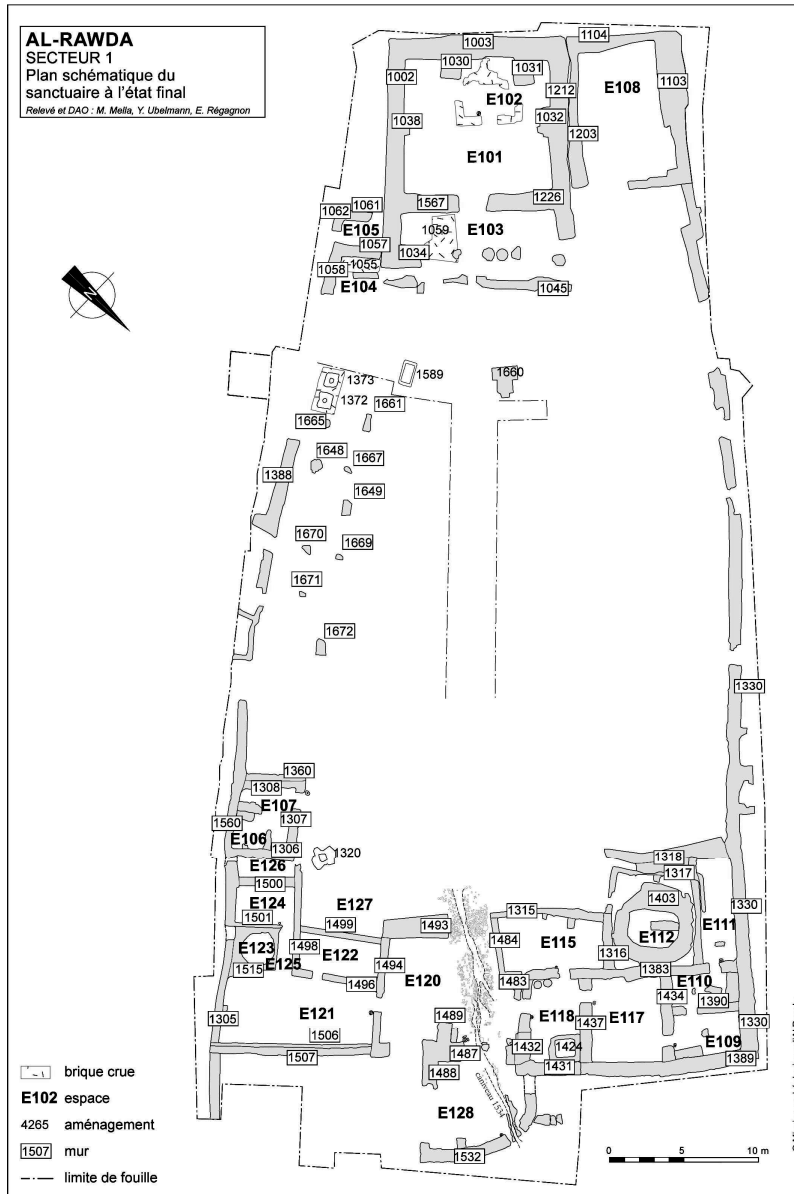 AL-RAWDA
SECTEUR 1
Plan schématique du
sanctuaire à l'état final
Relevé et DAO : M. Mella, Y. Ubelmann, E. Régagnon
1104
1003
1030
1031
1002
1212
E102
E108
1103
1038
1032
1203
E101
1061
1567
1226
1062
E105
1059
E103
1057
1034
1058
1055
E104
1045
N
1373
1589
1660
1372
1661
1665
1648
1667
1388
1649
1670
1669
1671
1672
1330
1360
1308
E107
1307
1560
E106
1306
1320
E126
1318
1317
1500
1403
E124
E127
1315
1330
1501
1499
1493
E111
E123
1498
1484
E115
E112
E125
E122
1316
1515
1494
E120
1383
1496
1483
E110
1434
1390
1305
E121
1489
E118
1437
E117
1330
1506
1487
1432
1424
E109
1507
1488
1431
1389
caniveau 1534
E128
1532
brique crue
E102 espace
4265 aménagement
1507 mur
limite de fouille
0 5 10 m